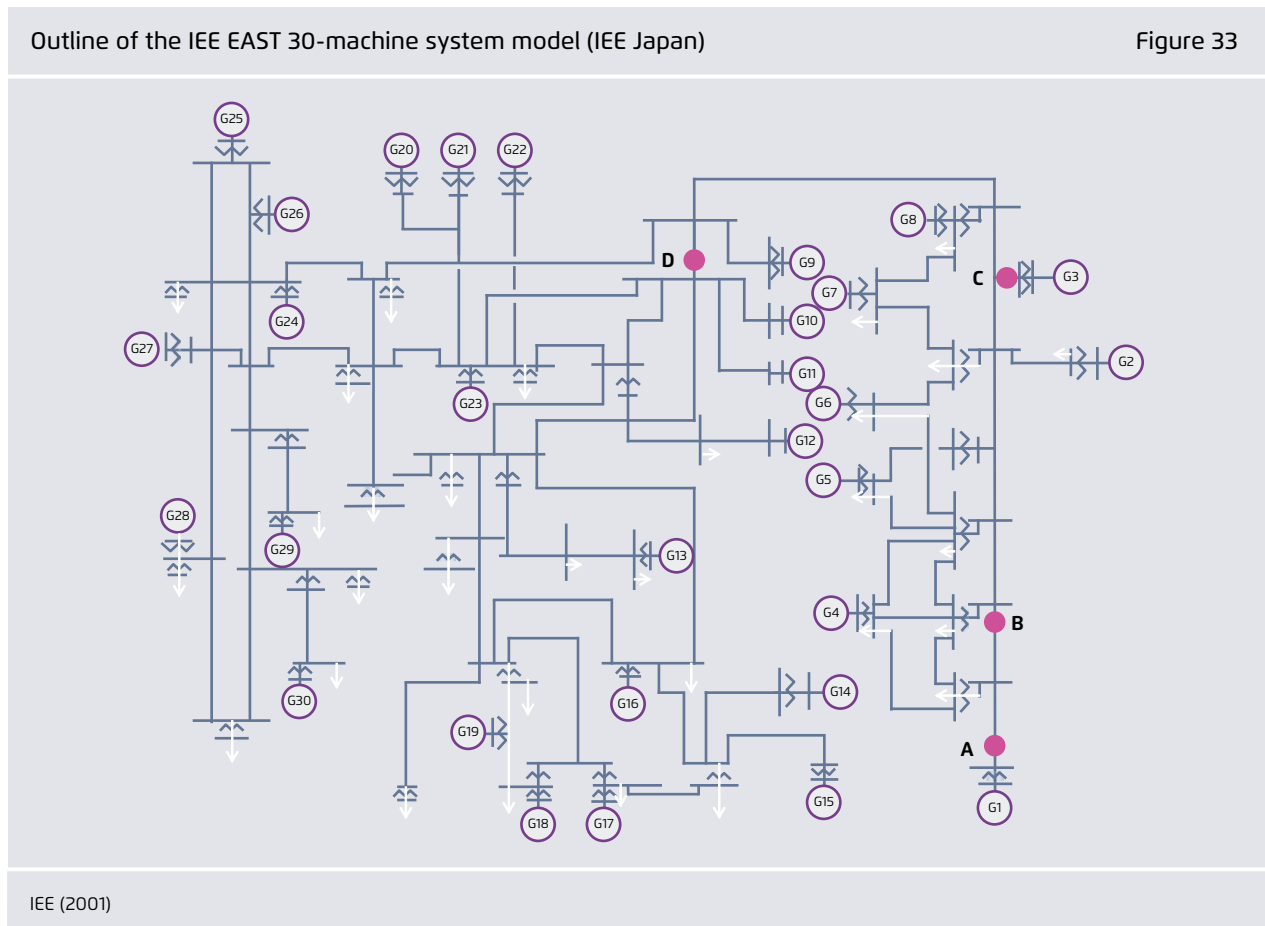 Outline of the IEE EAST 30-machine system model (IEE Japan) Figure 33
G25
G20 G21 G22
G26
G8
D
G9
C
G3
G7
G24
G10
G27
G2
G11
G23
G6
G12
G5
G28
G29
G13
G4
B
G30
G16
G14
G19
A
G15
G1
G18
G17
IEE (2001)